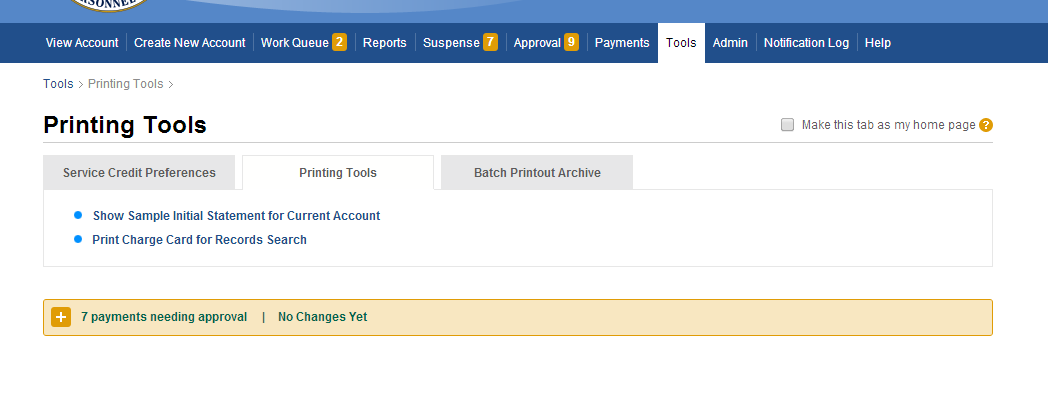 SONNEL
View Account Create New Account Work Queue 2 Reports Suspense 7 Approval 9 Payments Tools Admin Notification Log Help
Tools > Printing Tools >
Printing Tools
Make this tab as my home page ?
Service Credit Preferences Printing Tools Batch Printout Archive
Show Sample Initial Statement for Current Account
Print Charge Card for Records Search
+ 7 payments needing approval | No Changes Yet